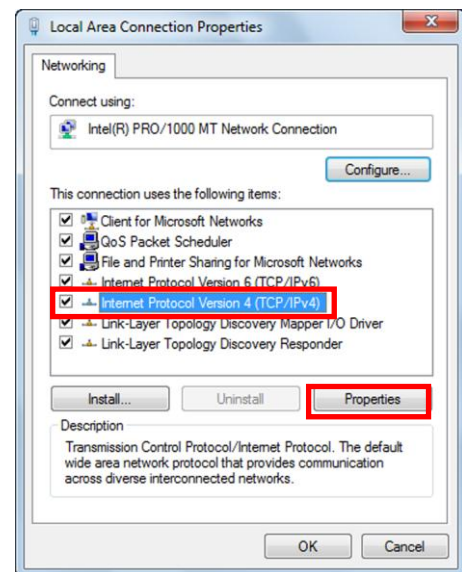 Local Area Connection Properties
Networking
Connect using:
Intel(R) PRO/1000 MT Network Connection
Configure...
This connection uses the following items:
Client for Microsoft Networks
QoS Packet Scheduler
File and Printer Sharing for Microsoft Networks
Internet Protocol Version 6 (TCP/IPv6)
Internet Protocol Version 4 (TCP/IPv4)
Link-Layer Topology Discovery Mapper I/O Driver
Link-Layer Topology Discovery Responder
Install... Uninstall Properties
Description
Transmission Control Protocol/Internet Protocol. The default
wide area network protocol that provides communication
across diverse interconnected networks.
OK Cancel